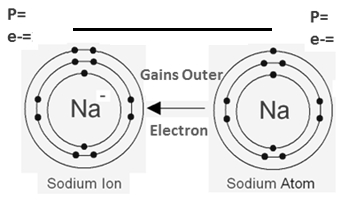 P=
e-=
P=
e-=
Gains Outer
Electron
Na -
Na
Sodium Ion
Sodium Atom